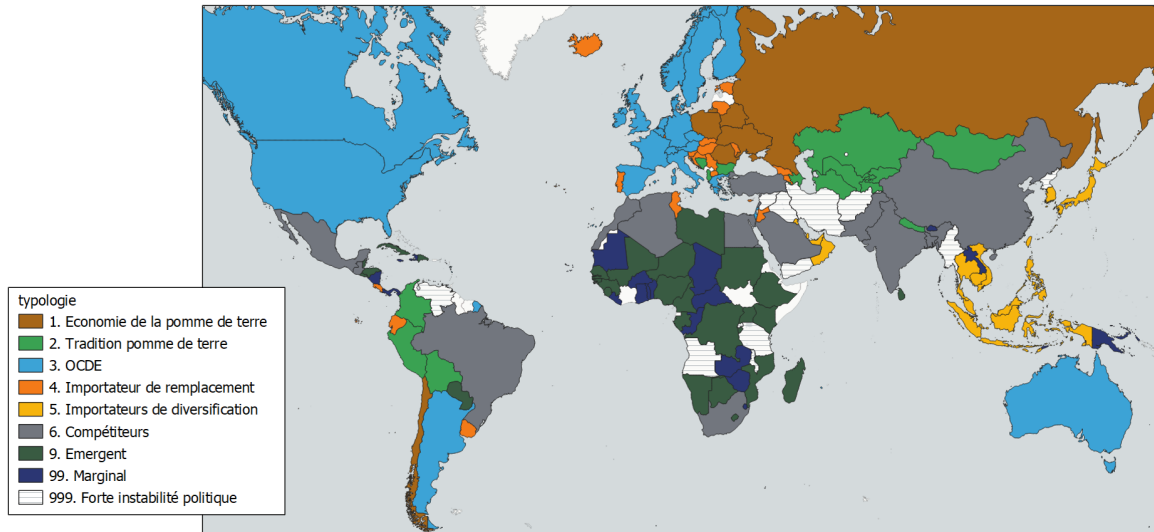 typologie
1. Economie de la pomme de terre
2. Tradition pomme de terre
3. OCDE
4. Importateur de remplacement
5. Importateurs de diversification
6. Compétiteurs
9. Emergent
99. Marginal
999. Forte instabilité politique